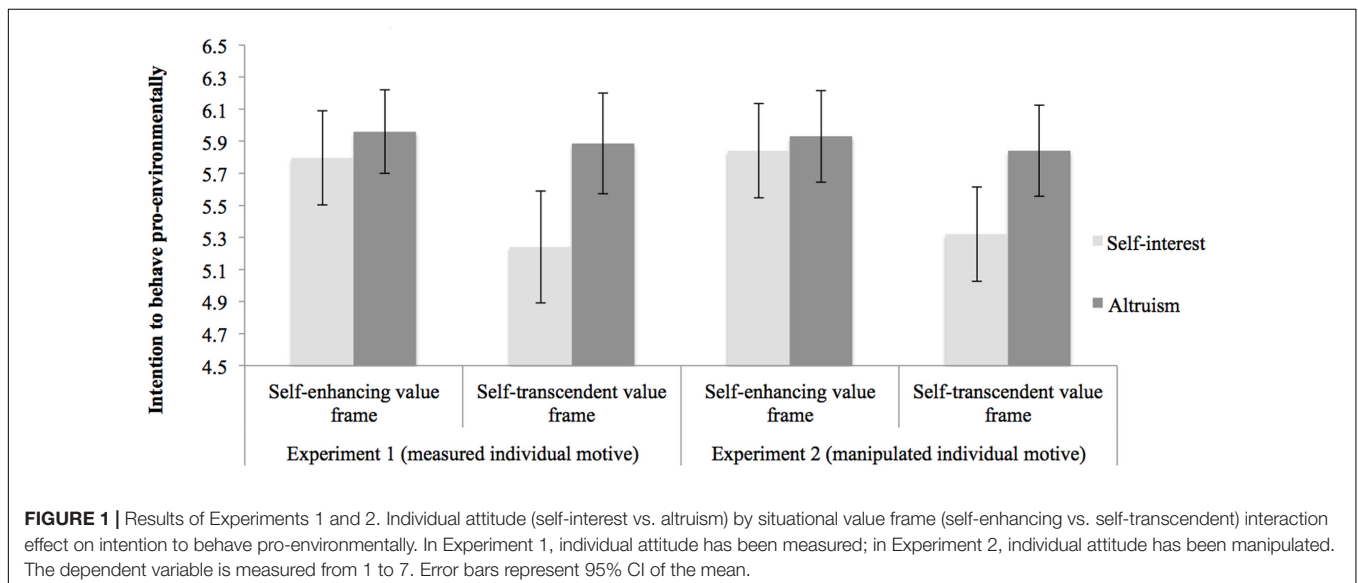 Intention to behave pro-environmentally
6.5
6.3
6.1
5.9
5.7
5.5
5.3
5.1
4.9
4.7
4.5
Self-interest
Altruism
Self-enhancing value
frame
Self-transcendent value
frame
Self-enhancing value
frame
Self-transcendent value
frame
Experiment 1 (measured individual motive)
Experiment 2 (manipulated individual motive)
FIGURE 1 | Results of Experiments 1 and 2. Individual attitude (self-interest vs. altruism) by situational value frame (self-enhancing vs. self-transcendent) interaction
effect on intention to behave pro-environmentally. In Experiment 1, individual attitude has been measured; in Experiment 2, individual attitude has been manipulated.
The dependent variable is measured from 1 to 7. Error bars represent 95% CI of the mean.